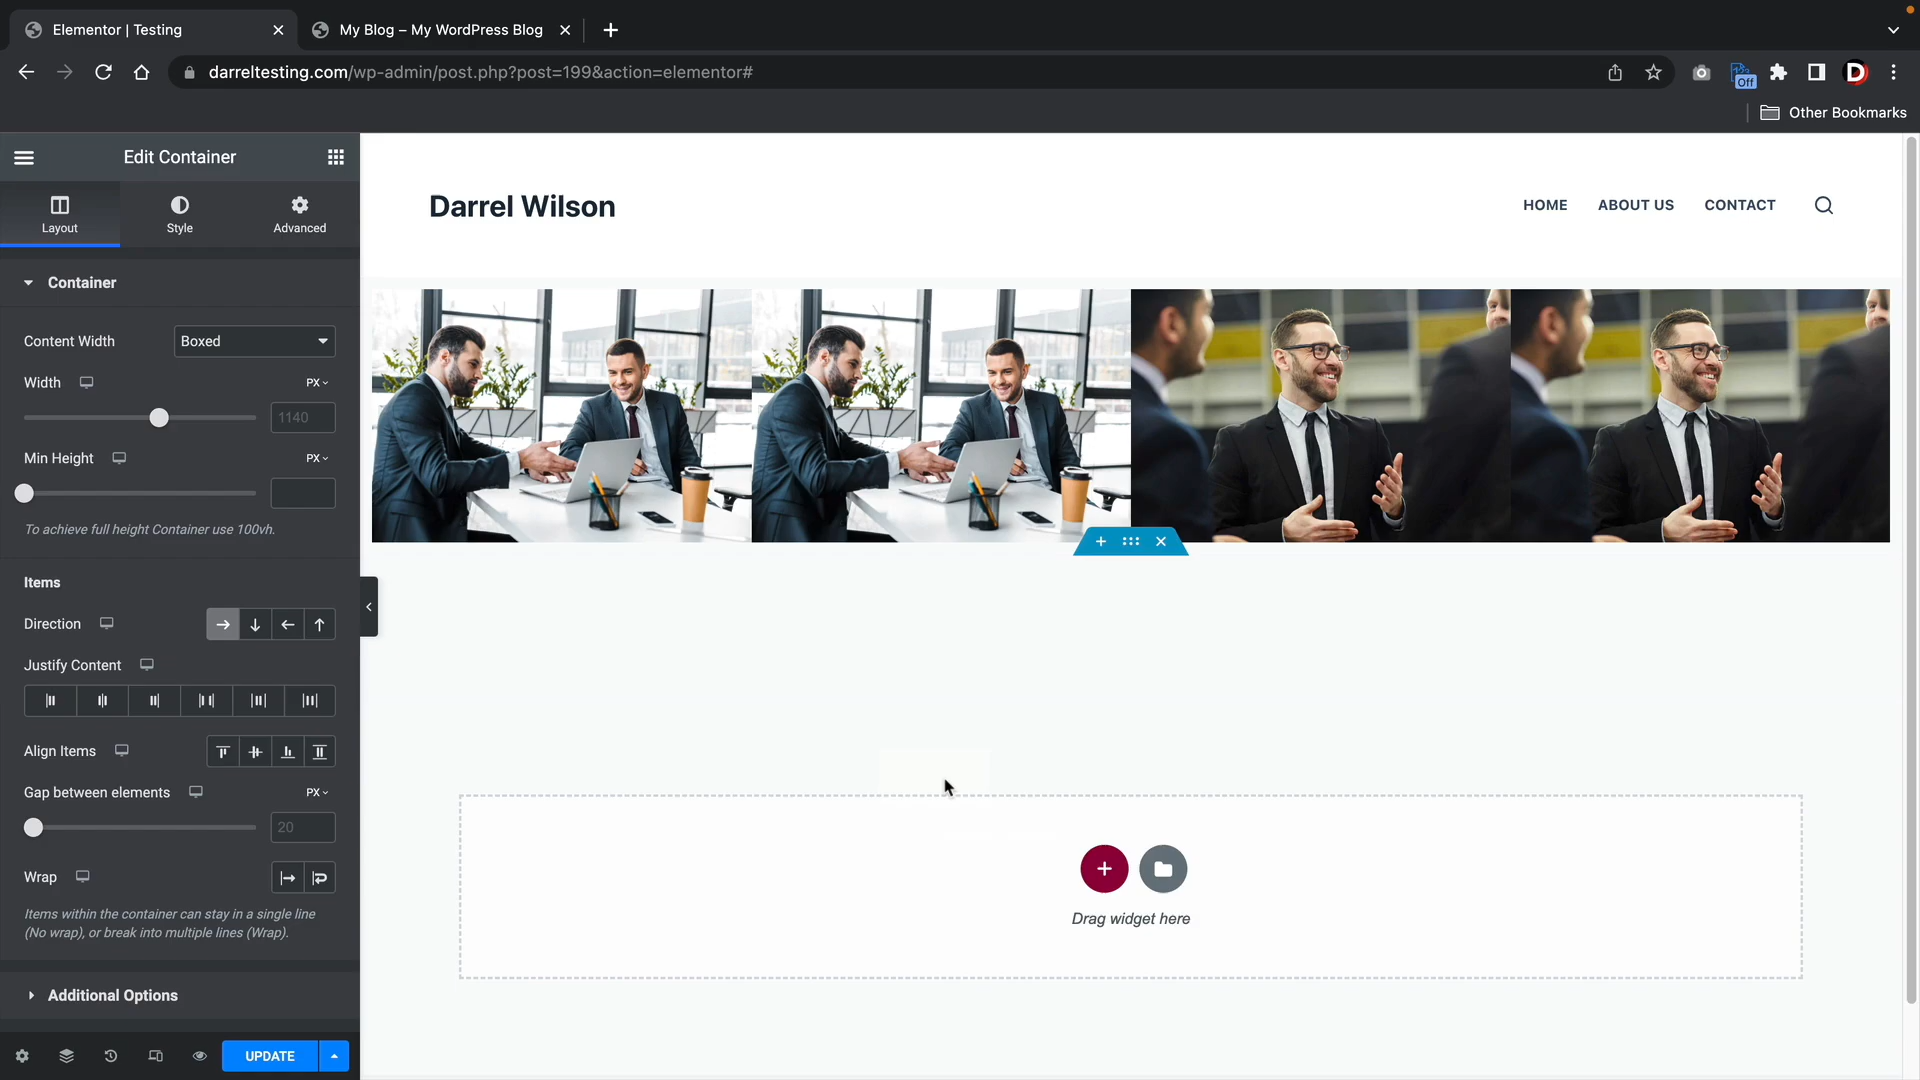 Elementor | Testing
My Blog – My WordPress Blog
darreltesting.com/wp-admin/post.php?post=199&action=elementor#
Off
D
Other Bookmarks
Edit Container
Layout
Style
Advanced
Container
Content Width
Boxed
Width
PX
1140
Min Height
PX
To achieve full height Container use 100vh.
Items
Direction
Justify Content
Align Items
Gap between elements
PX
20
Wrap
Items within the container can stay in a single line
(No wrap), or break into multiple lines (Wrap).
Additional Options
UPDATE
Darrel Wilson
HOME
ABOUT US
CONTACT
Drag widget here